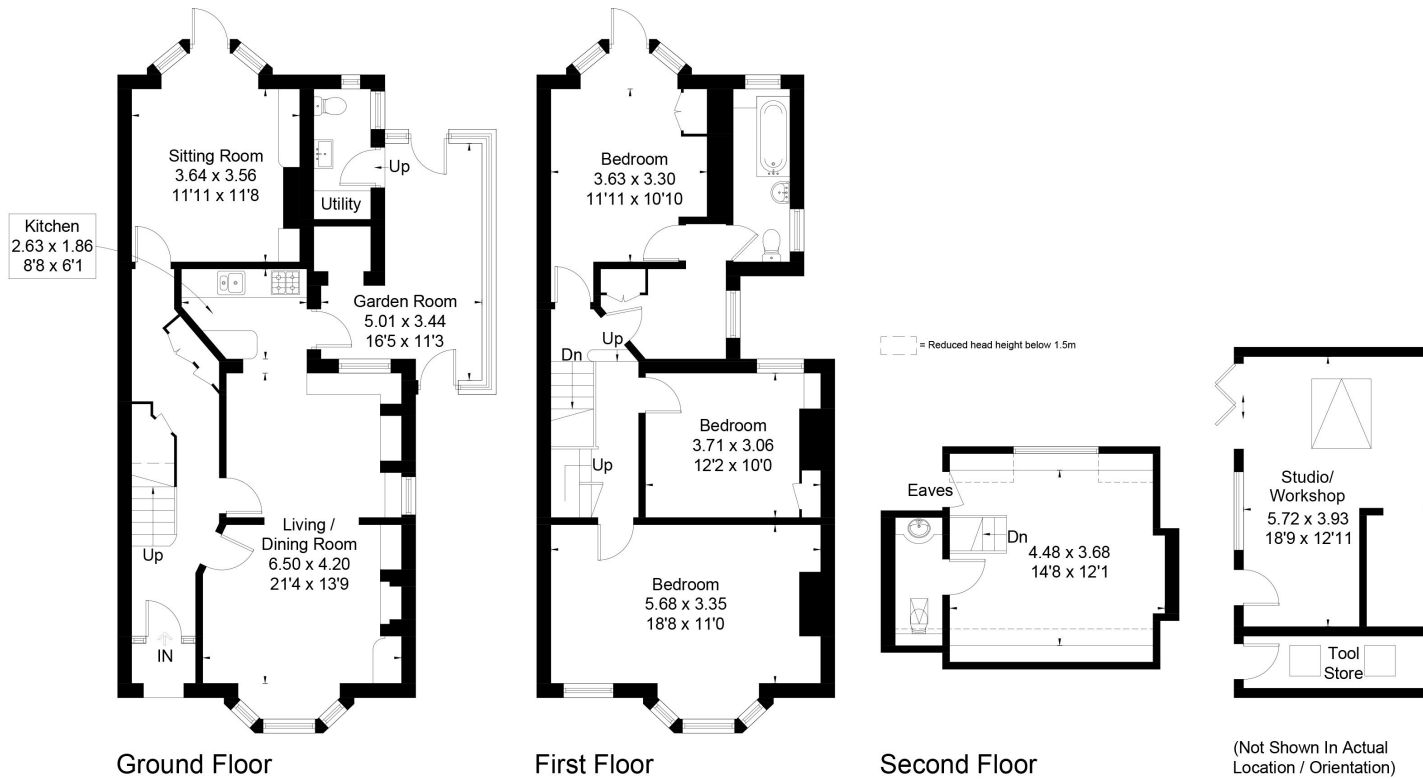 Sitting Room
3.64 x 3.56
11'11 x 11'8
Up
Utility
Kitchen
2.63 x 1.86
8'8 x 6'1
Garden Room
5.01 x 3.44
16'5 x 11'3
Living /
Dining Room
6.50 x 4.20
21'4 x 13'9
Up
IN
Ground Floor
Bedroom
3.63 x 3.30
11'11 x 10'10
Up
Dn
Bedroom
3.71 x 3.06
12'2 x 10'0
Up
Bedroom
5.68 x 3.35
18'8 x 11'0
First Floor
= Reduced head height below 1.5m
Eaves
Dn
4.48 x 3.68
14'8 x 12'1
Second Floor
Studio/
Workshop
5.72 x 3.93
18'9 x 12'11
Tool
Store
(Not Shown In Actual
Location / Orientation)